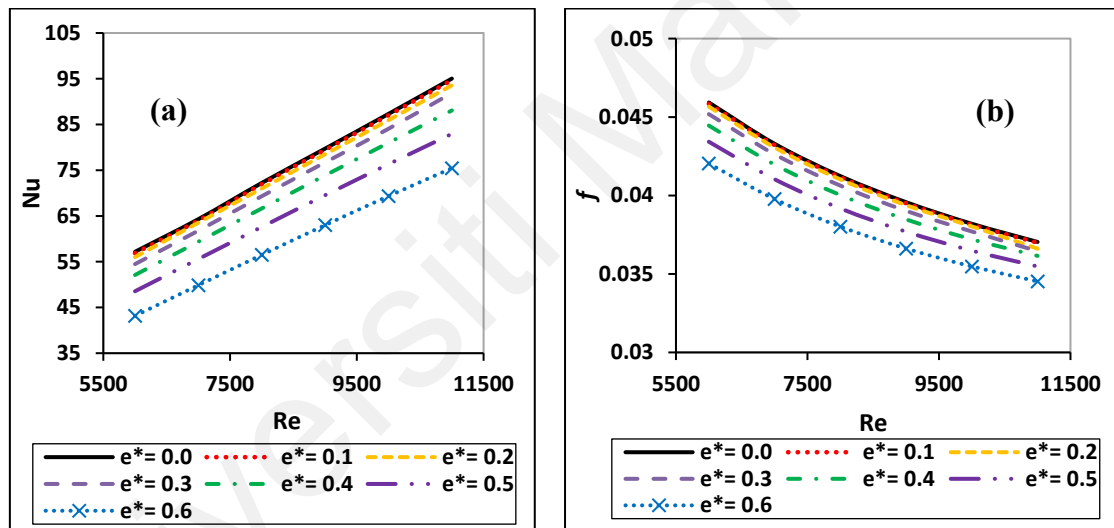 105
95
85
75
65
55
45
35
Nu
(a)
5500 7500 9500 11500
Re
e*= 0.0 e*= 0.1 e*= 0.2
e*= 0.3 e*= 0.4 e*= 0.5
e*= 0.6
0.05
0.045
0.04
0.035
0.03
f
(b)
5500 7500 9500 11500
Re
e*= 0.0 e*= 0.1 e*= 0.2
e*= 0.3 e*= 0.4 e*= 0.5
e*= 0.6